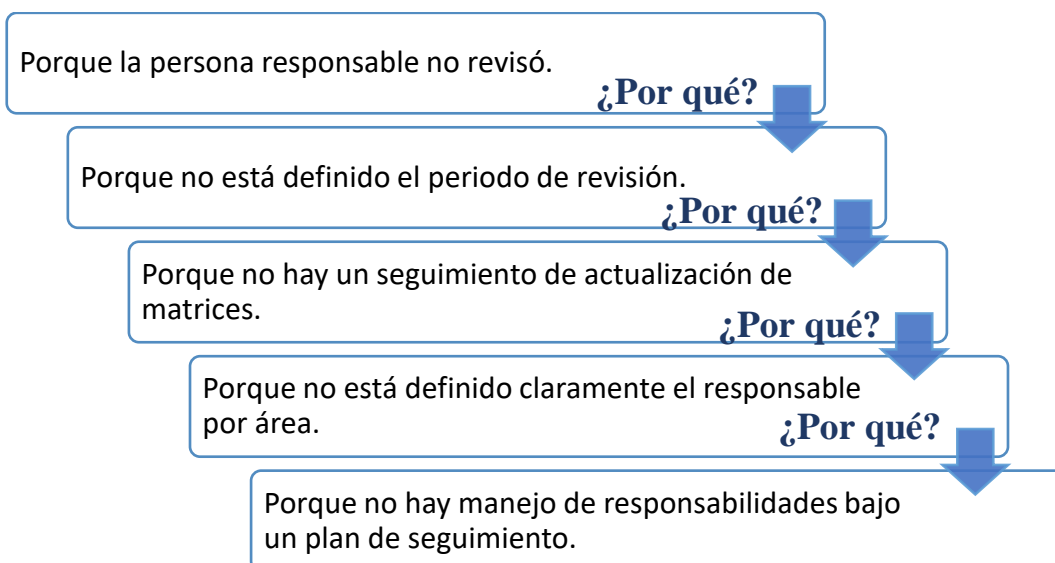 Porque la persona responsable no revisó.
¿Por qué?
Porque no está definido el periodo de revisión.
¿Por qué?
Porque no hay un seguimiento de actualización de
matrices.
¿Por qué?
Porque no está definido claramente el responsable
por área.
¿Por qué?
Porque no hay manejo de responsabilidades bajo
un plan de seguimiento.